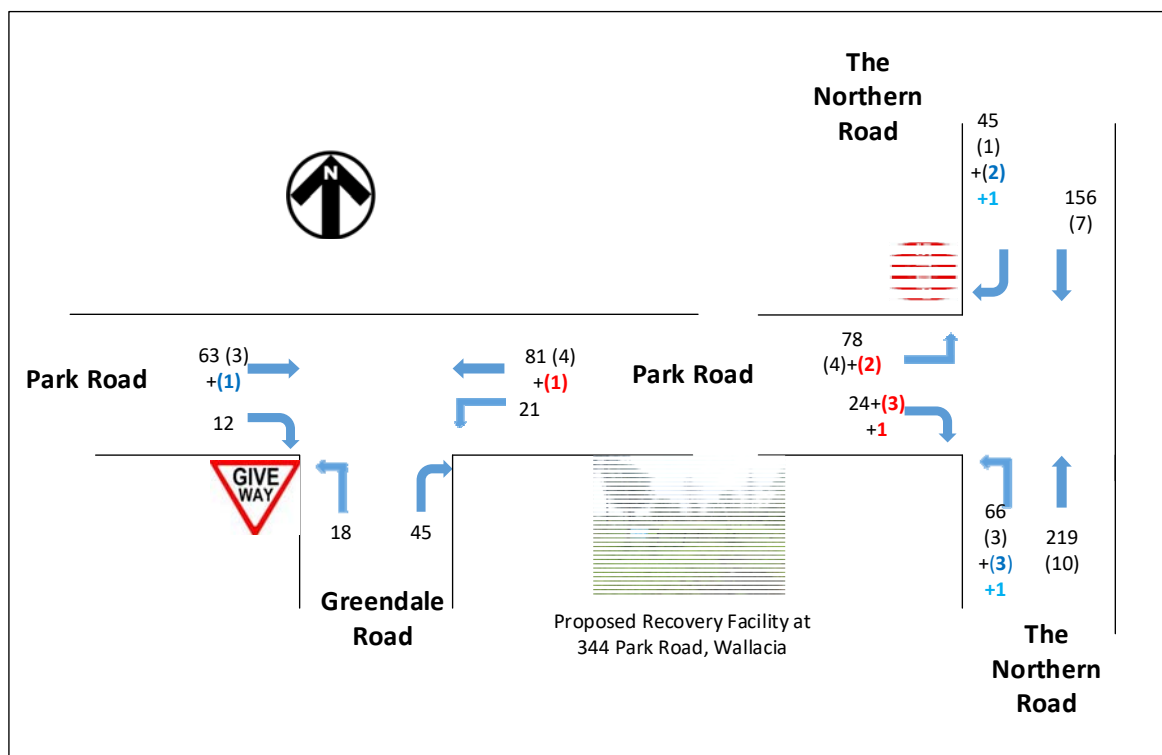 The
Northern
Road
45
(1)
+(2)
+1
156
(7)
N
63 (3)
+(1)
81 (4)
+(1)
78
(4)+(2)
Park Road
Park Road
12
21
24+(3)
+1
GIVE
WAY
18
45
66
(3)
+(3)
+1
219
(10)
Greendale
Road
Proposed Recovery Facility at
344 Park Road, Wallacia
The
Northern
Road